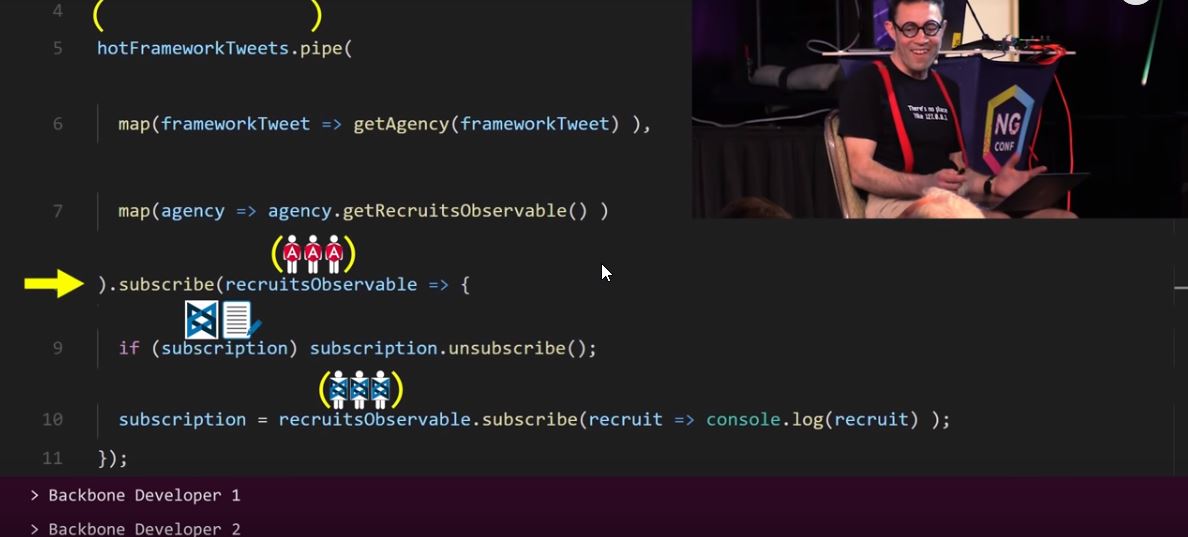 4
5 hotFrameworkTweets.pipe(
6 map(frameworkTweet => getAgency(frameworkTweet) ),
7 map(agency => agency.getRecruitsObservable() )
A A A
).subscribe(recruitsObservable => {
9 if (subscription) subscription.unsubscribe();
10 subscription = recruitsObservable.subscribe(recruit => console.log(recruit) );
11 });
> Backbone Developer 1
> Backbone Developer 2
There's no place
like 127.0.0.1
NG
CONF